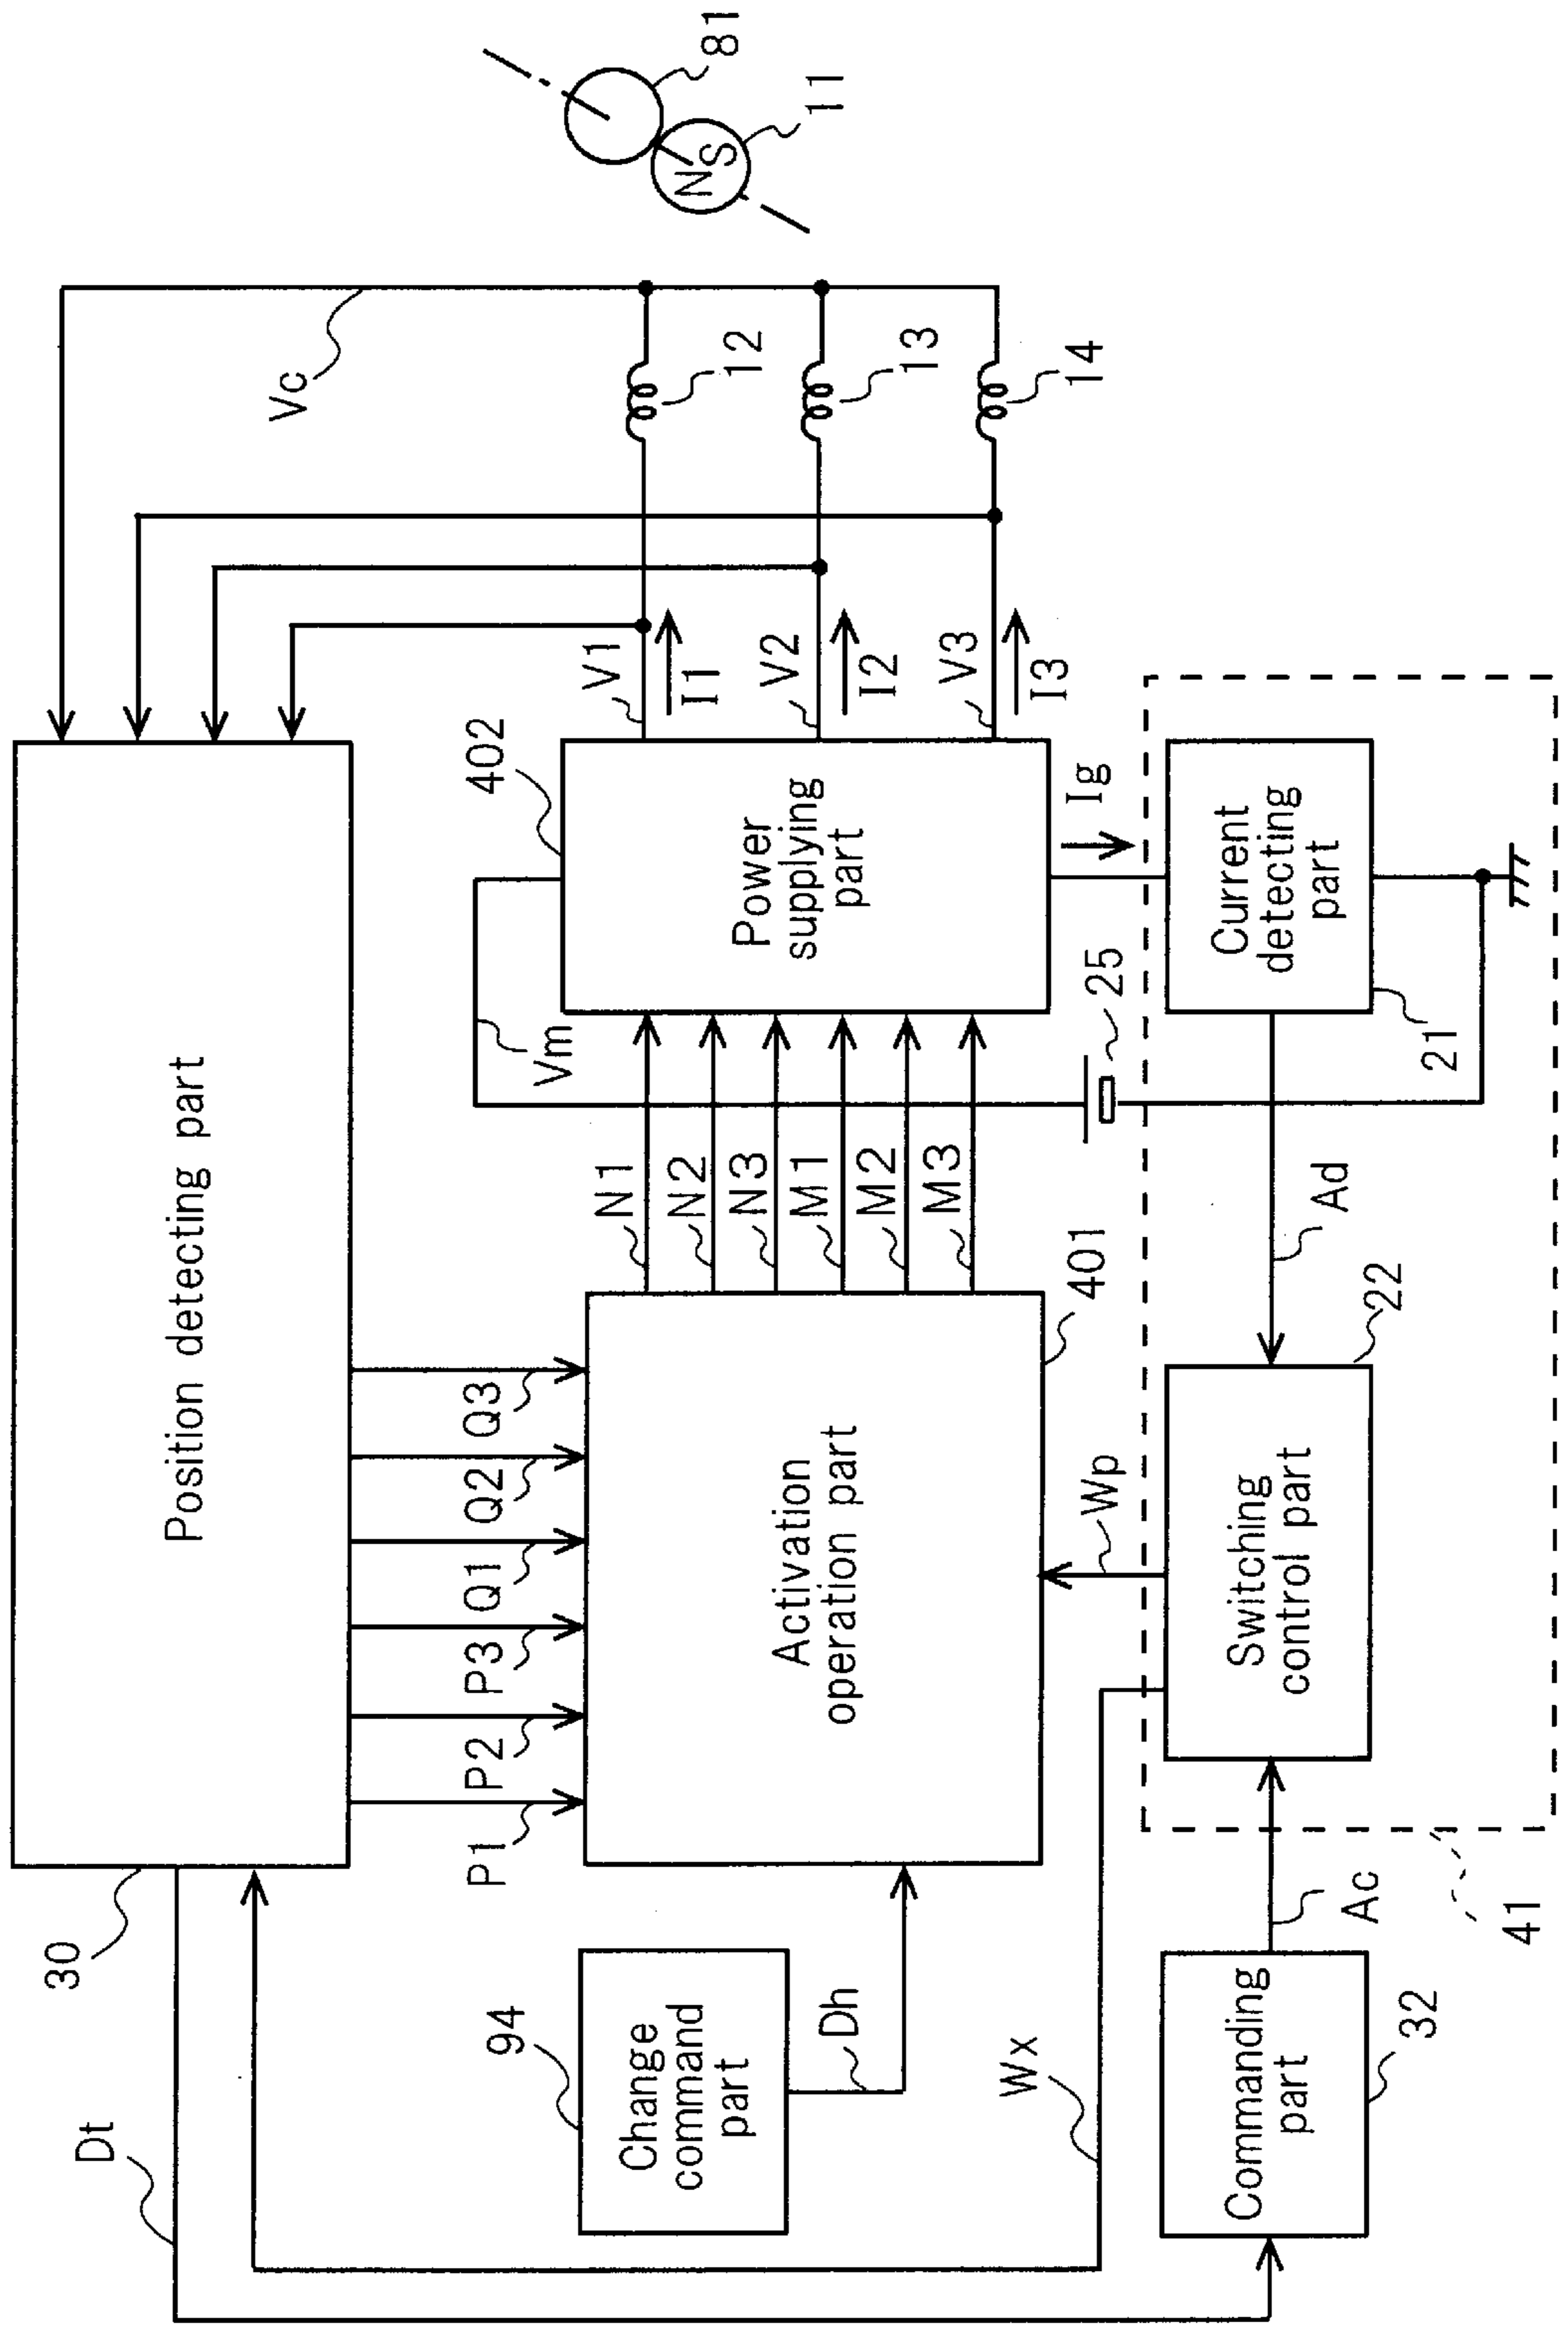 Dt
30
Position detecting part
Vc
81
11
N
S
P1
P2
P3
Q1
Q2
Q3
94
Change
command
part
Dh
Activation
operation part
401
N1
N2
N3
M1
M2
M3
Vm
402
Power
supplying
part
V1
I1
V2
I2
V3
I3
12
13
14
Ig
25
Wx
Wp
Commanding
part
32
Ac
41
Switching
control part
22
Ad
Current
detecting
part
21